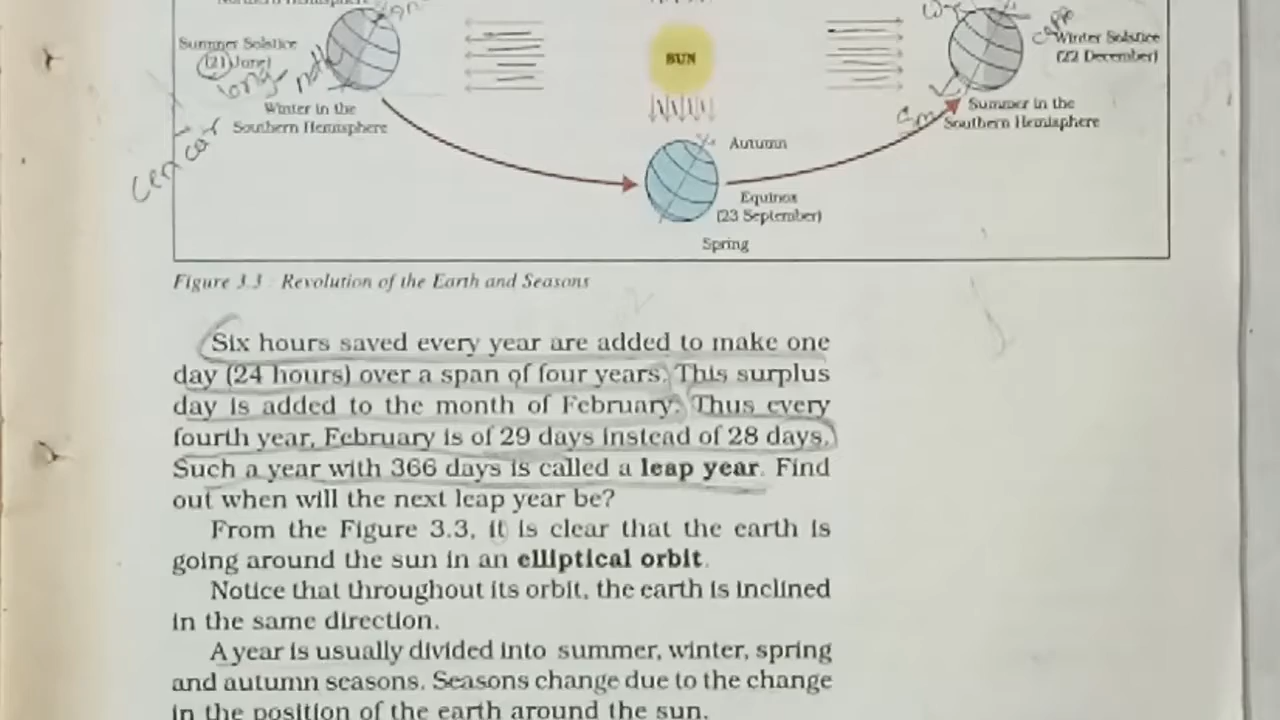 Summer Solstice
(21 June)
long
Winter in the
Southern Hemisphere
SUN
Winter Solstice
(22 December)
Summer in the
Southern Hemisphere
Autumn
Equinox
(23 September)
Spring
Figure 3.3 : Revolution of the Earth and Seasons
Six hours saved every year are added to make one
day (24 hours) over a span of four years. This surplus
day is added to the month of February. Thus every
fourth year, February is of 29 days instead of 28 days.
Such a year with 366 days is called a leap year. Find
out when will the next leap year be?
From the Figure 3.3, it is clear that the earth is
going around the sun in an elliptical orbit.
Notice that throughout its orbit, the earth is inclined
in the same direction.
A year is usually divided into summer, winter, spring
and autumn seasons. Seasons change due to the change
in the position of the earth around the sun.